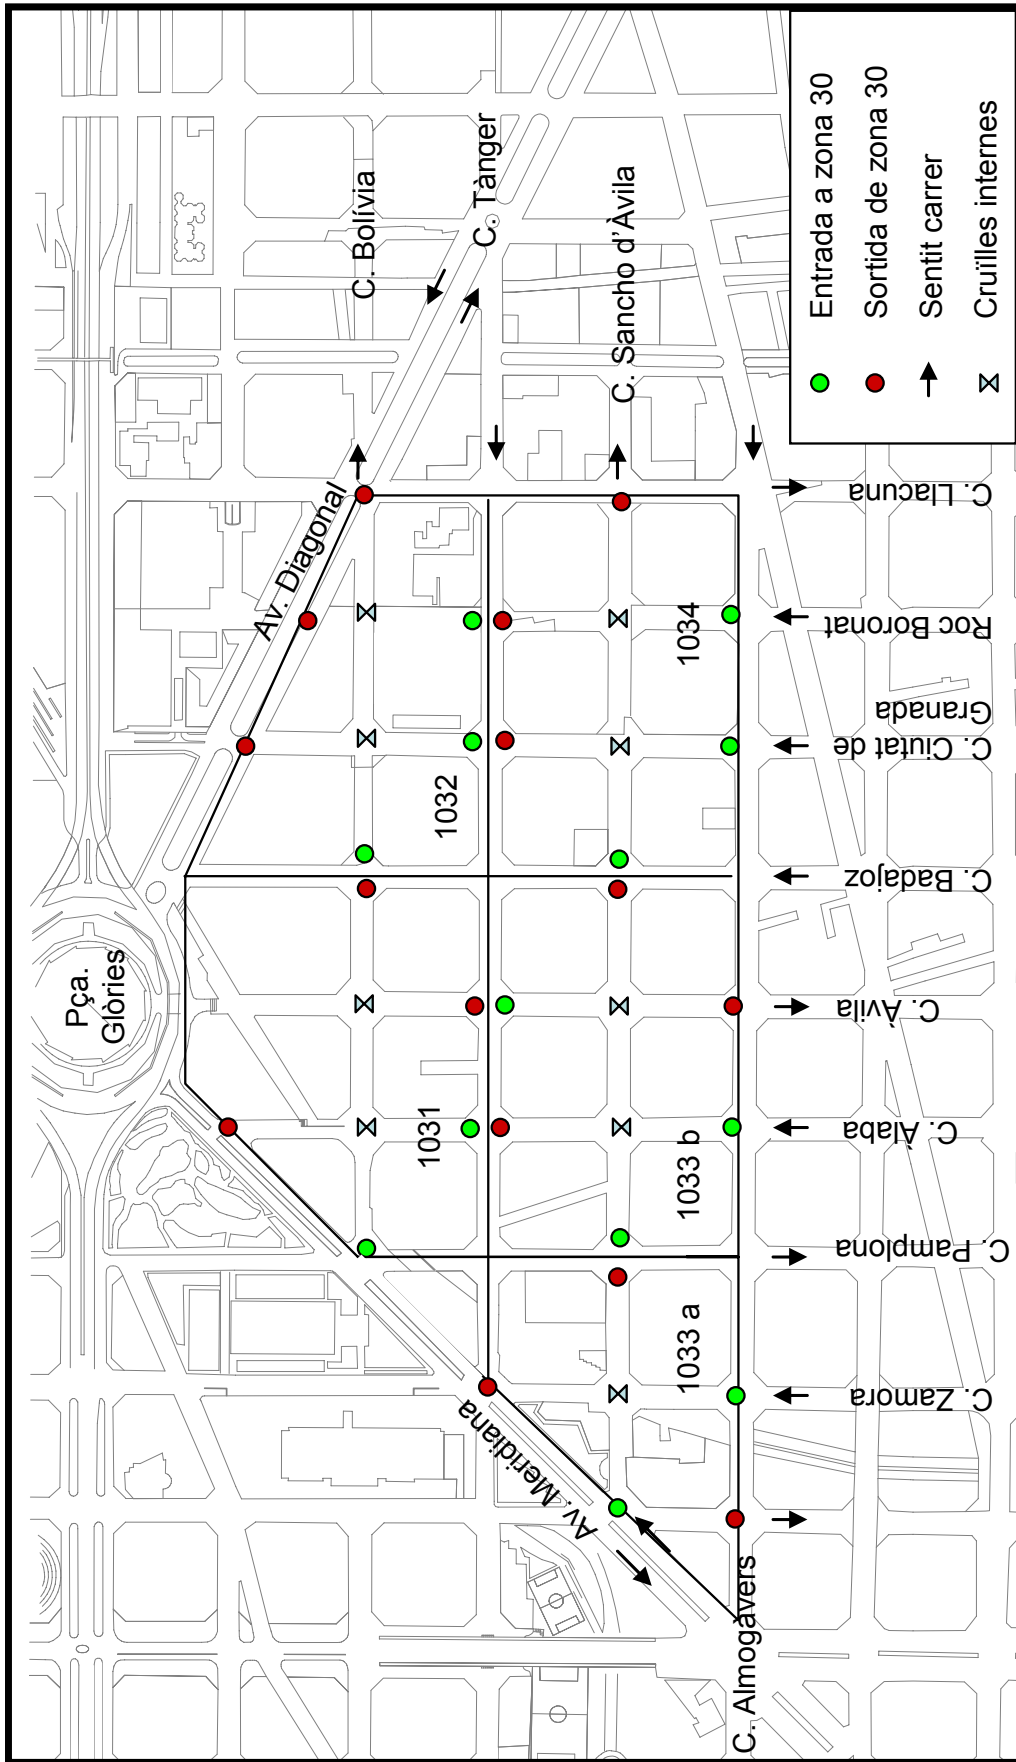 Pça.
Glòries
Av. Diagonal
C. Bolívia
C. Tànger
C. Sancho d'Àvila
Av. Meridiana
C. Almogàvers
1031
1032
1033 a
1033 b
1034
C. Zamora
C. Pamplona
C. Àlaba
C. Àvila
C. Badajoz
C. Ciutat de
Granada
Roc Boronat
C. Llacuna
Entrada a zona 30
Sortida de zona 30
Sentit carrer
Cruïlles internes